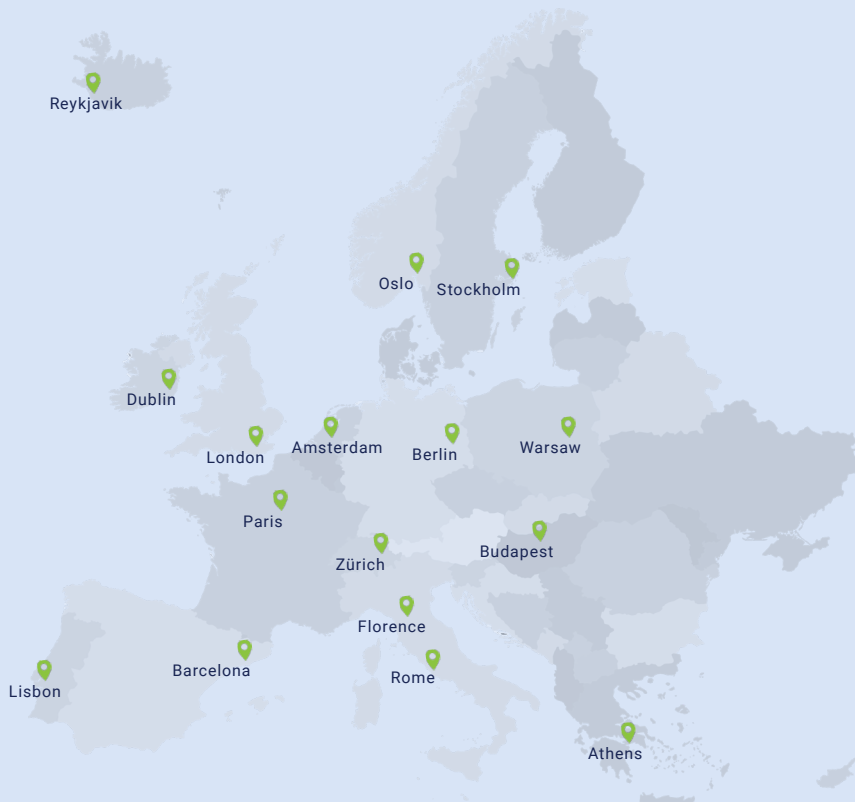 Reykjavik
Oslo
Stockholm
Dublin
London
Amsterdam
Berlin
Warsaw
Paris
Zürich
Budapest
Florence
Barcelona
Rome
Lisbon
Athens